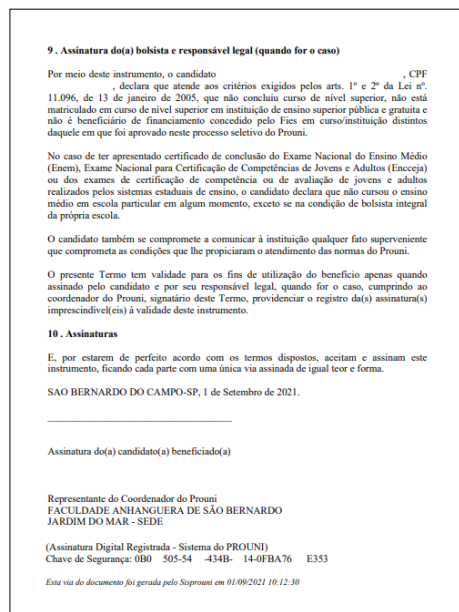 9 . Assinatura do(a) bolsista e responsável legal (quando for o caso)
Por meio deste instrumento, o candidato , CPF
, declara que atende aos critérios exigidos pelos arts. 1º e 2º da Lei nº.
11.096, de 13 de janeiro de 2005, que não concluiu curso de nível superior, não está
matriculado em curso de nível superior em instituição de ensino superior pública e gratuita e
não é beneficiário de financiamento concedido pelo Fies em curso/instituição distintos
daquele em que foi aprovado neste processo seletivo do Prouni.
No caso de ter apresentado certificado de conclusão do Exame Nacional do Ensino Médio
(Enem), Exame Nacional para Certificação de Competências de Jovens e Adultos (Encceja)
ou dos exames de certificação de competência ou de avaliação de jovens e adultos
realizados pelos sistemas estaduais de ensino, o candidato declara que não cursou o ensino
médio em escola particular em algum momento, exceto se na condição de bolsista integral
da própria escola.
O candidato também se compromete a comunicar à instituição qualquer fato superveniente
que comprometa as condições que lhe propiciaram o atendimento das normas do Prouni.
O presente Termo tem validade para os fins de utilização do benefício apenas quando
assinado pelo candidato e por seu responsável legal, quando for o caso, cumprindo ao
coordenador do Prouni, signatário deste Termo, providenciar o registro da(s) assinatura(s)
imprescindível(eis) à validade deste instrumento.
10 . Assinaturas
E, por estarem de perfeito acordo com os termos dispostos, aceitam e assinam este
instrumento, ficando cada parte com uma única via assinada de igual teor e forma.
SAO BERNARDO DO CAMPO-SP, 1 de Setembro de 2021.
Assinatura do(a) candidato(a) beneficiado(a)
Representante do Coordenador do Prouni
FACULDADE ANHANGUERA DE SÃO BERNARDO
JARDIM DO MAR - SEDE
(Assinatura Digital Registrada - Sistema do PROUNI)
Chave de Segurança: 0B0 505-54 -434B- 14-0FBA76 E353
Esta via do documento foi gerada pelo Sisprouni em 01/09/2021 10:12:30